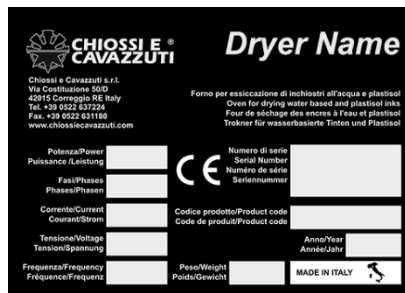 CHIOSSI E ®
CAVAZZUTI
Dryer Name
Chiossi e Cavazzuti s.r.l.
Via Costituzione 50/D
42015 Correggio RE Italy
Tel. +39 0522 637224
Fax. +39 0522 631180
www.chiossiecavazzuti.com
Forno per essiccazione di inchiostri all'acqua e plastisol
Oven for drying water based and plastisol inks
Four de séchage des encres à l'eau et plastisol
Trokner für wasserbasierte Tinten und Plastisol
Potenza/Power
Puissance /Leistung
Fasi/Phases
Phases/Phasen
Corrente/Current
Courant/Strom
Tensione/Voltage
Tension/Spannung
Frequenza/Frequency
Fréquence/Frequenz
CE
Numero di serie
Serial Number
Numéro de série
Seriennummer
Codice prodotto/Product code
Code de produit/Product code
Anno/Year
Année/Jahr
Peso/Weight
Poids/Gewicht
MADE IN ITALY